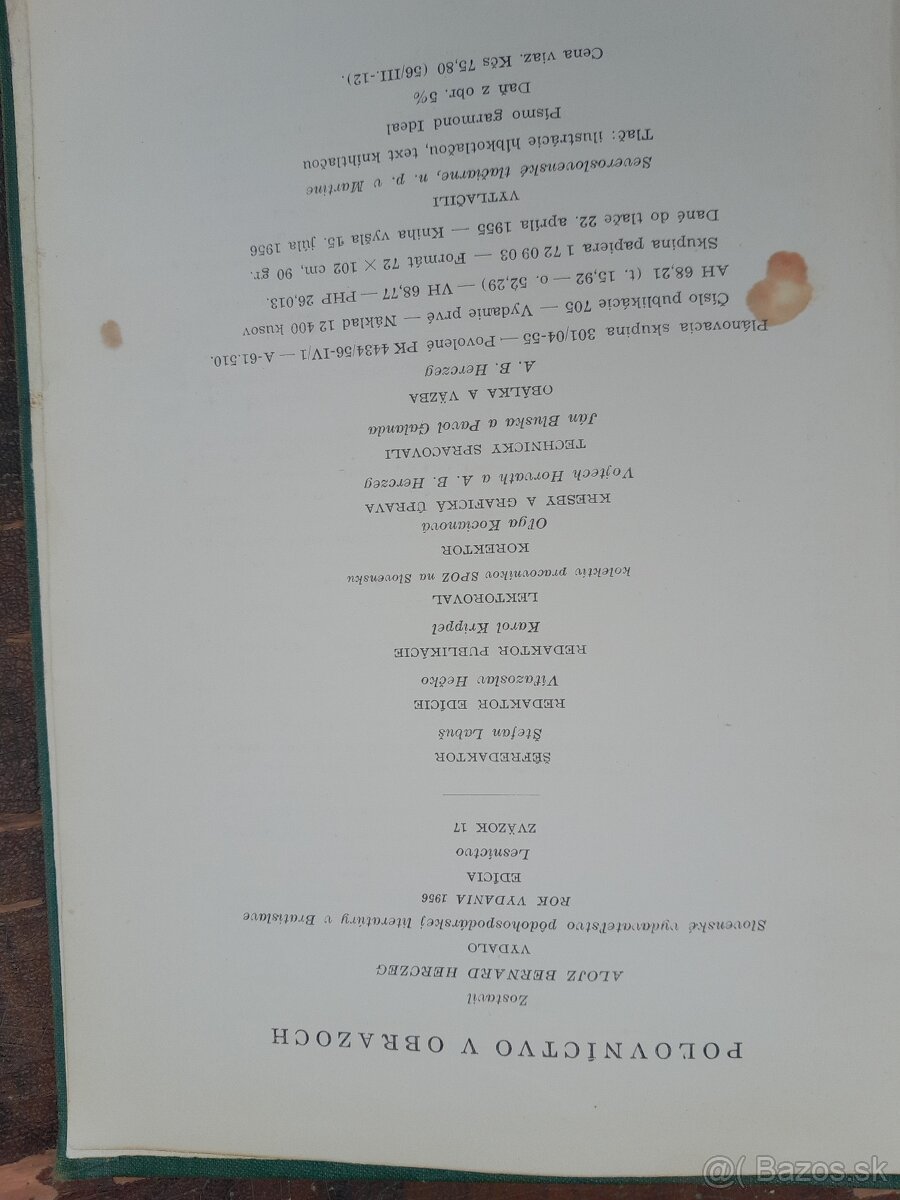 POĽOVNÍCTVO V OBRAZOCH
Zostavil
ALOJZ BERNARD HERCZEG
VYDALO
Slovenské vydavateľstvo pôdohospodárskej literatúry v Bratislave
ROK VYDANIA 1956
EDÍCIA
Lesníctvo
ZVÄZOK 17
ŠÉFREDAKTOR
Štefan Labuš
REDAKTOR EDÍCIE
Víťazoslav Hečko
REDAKTOR PUBLIKÁCIE
Karol Krippel
LEKTOROVAL
kolektív pracovníkov SPOZ na Slovensku
KOREKTOR
Oľga Kocianová
KRESBY A GRAFICKÁ ÚPRAVA
Vojtech Horvath a A. B. Herczeg
TECHNICKY SPRACOVALI
Ján Bluska a Pavol Galanda
OBÁLKA A VÄZBA
A. B. Herczeg
Plánovacia skupina 301/04-55 — Povolené PK 4434/56-IV/1 — A-61.510.
Číslo publikácie 705 — Vydanie prvé — Náklad 12 400 kusov
AH 68,21 (t. 15,92 — o. 52,29) — VH 68,77 — PHP 26,013.
Skupina papiera 1 72 09 03 — Formát 72 × 102 cm, 90 gr.
Dané do tlače 22. apríla 1955 — Kniha vyšla 15. júla 1956
VYTLAČILI
Severoslovenské tlačiarne, n. p. v Martine
Tlač: ilustrácie hĺbkotlačou, text knihtlačou
Písmo garmond Ideal
Daň z obr. 5%
Cena viaz. Kčs 75,80 (56/III.-12).
@( Bazos.sk